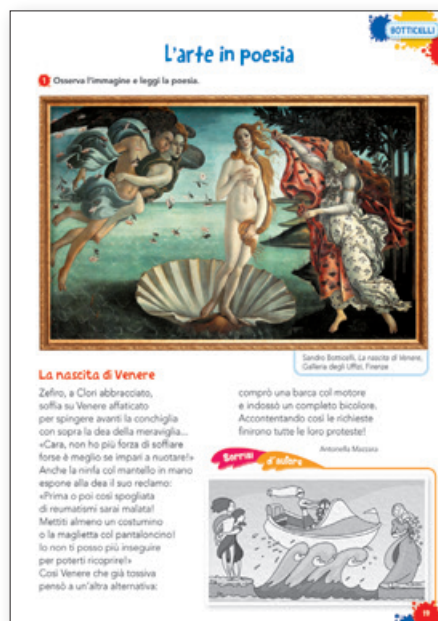 BOTTICELLI
L'arte in poesia
1 Osserva l'immagine e leggi la poesia.
Sandro Botticelli, La nascita di Venere,
Galleria degli Uffizi, Firenze
La nascita di Venere
Zefiro, a Clori abbracciato,
soffia su Venere affaticato
per spingere avanti la conchiglia
con sopra la dea della meraviglia...
«Cara, non ho più forza di soffiare
forse è meglio se impari a nuotare!»
Anche la ninfa col mantello in mano
espone alla dea il suo reclamo:
«Prima o poi così spogliata
di reumatismi sarai malata!
Mettiti almeno un costumino
o la maglietta col pantaloncino!
Io non ti posso più inseguire
per poterti ricoprire!»
Così Venere che già tossiva
pensò a un'altra alternativa:
comprò una barca col motore
e indossò un completo bicolore.
Accontentando così le richieste
finirono tutte le loro proteste!
Antonella Mazzara
Sorrisi d'autore
19